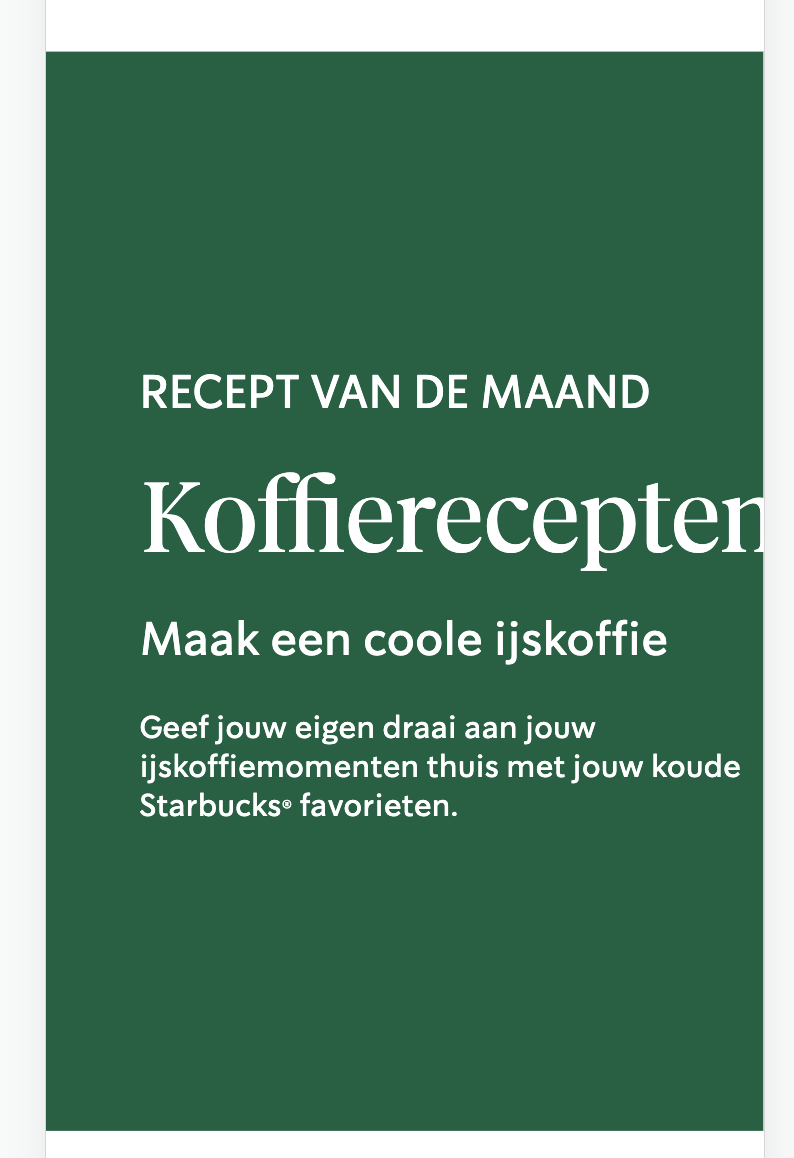 RECEPT VAN DE MAAND
Koffierecepten
Maak een coole ijskoffie
Geef jouw eigen draai aan jouw
ijskoffiemomenten thuis met jouw koude
Starbucks® favorieten.